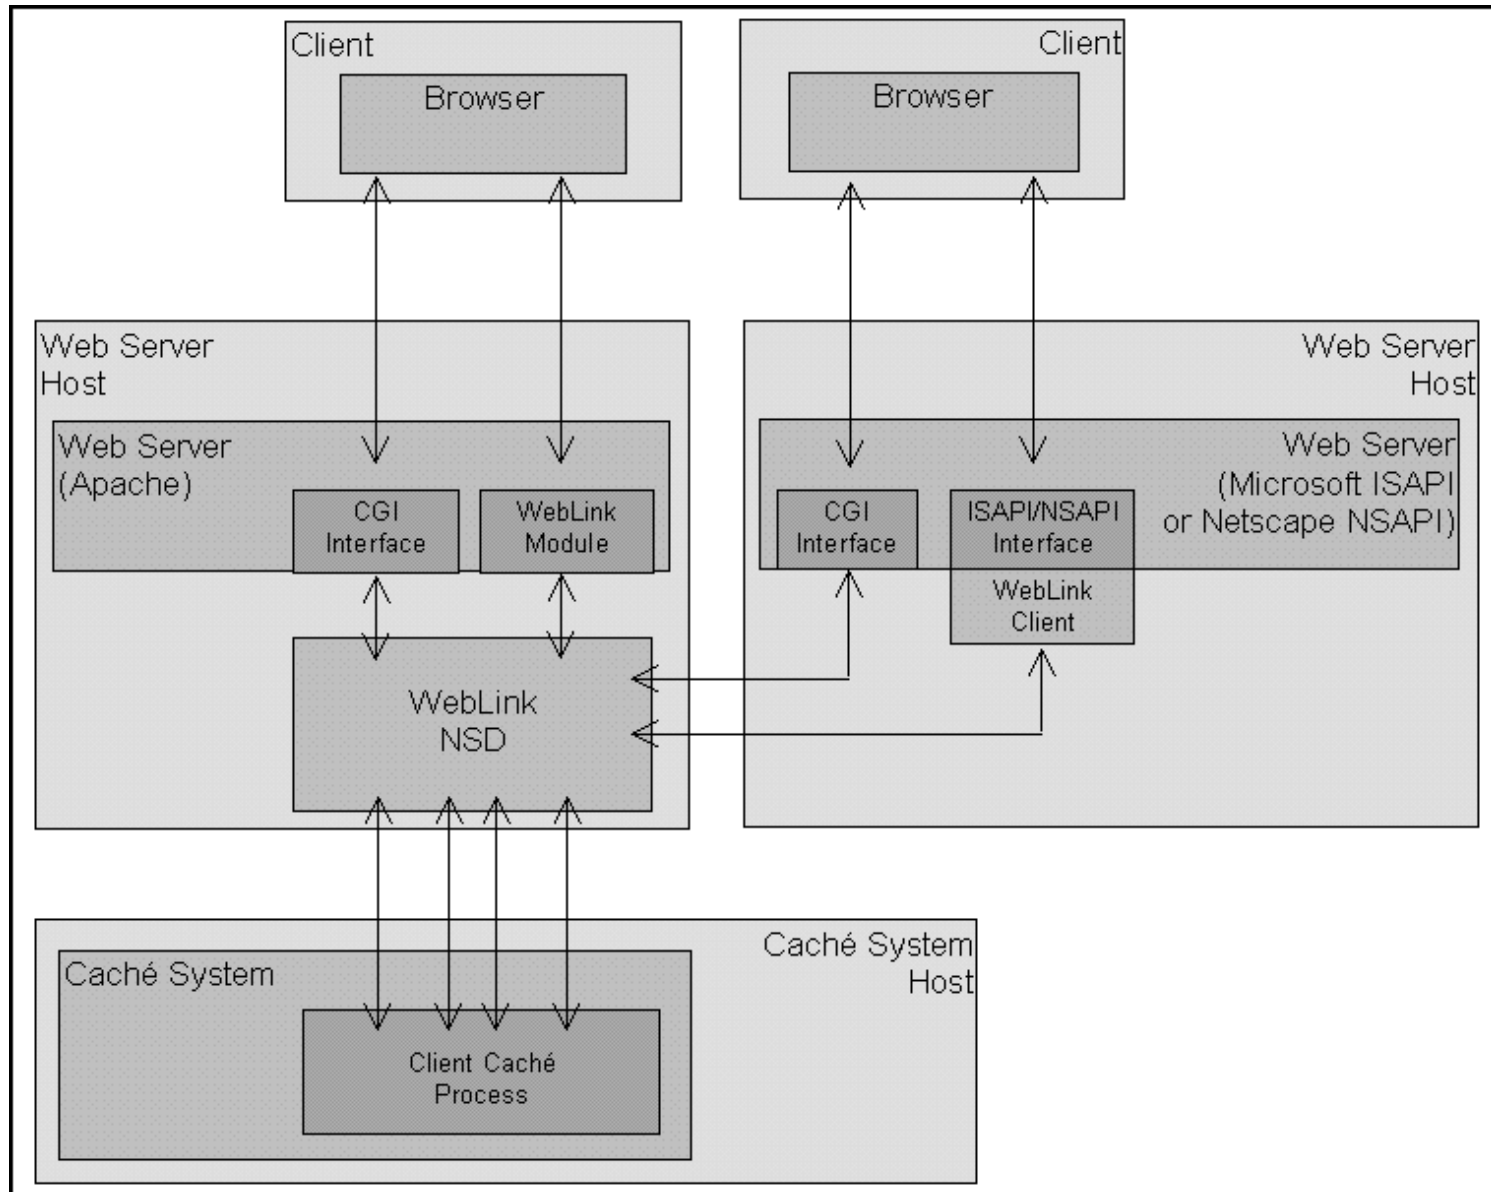 Client
Browser
Client
Browser
Web Server
Host
Web Server
(Apache)
CGI
Interface
WebLink
Module
WebLink
NSD
Web Server
Host
Web Server
(Microsoft ISAPI
or Netscape NSAPI)
CGI
Interface
ISAPI/NSAPI
Interface
WebLink
Client
Caché System
Host
Caché System
Client Caché
Process